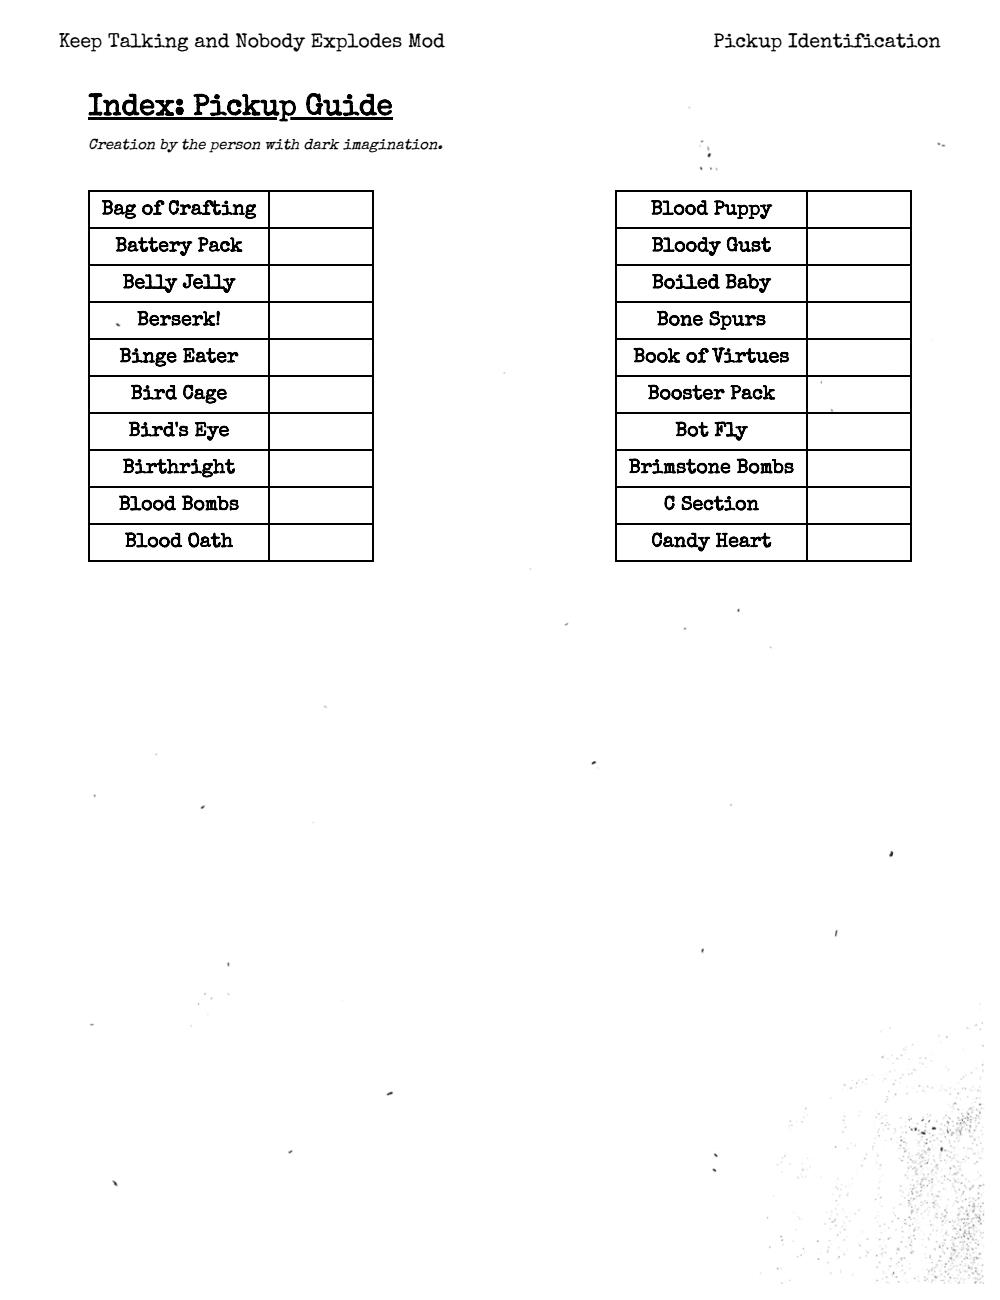 Keep Talking and Nobody Explodes Mod
Pickup Identification
Index: Pickup Guide
Creation by the person with dark imagination.
Bag of Crafting
Battery Pack
Belly Jelly
Berserk!
Binge Eater
Bird Cage
Bird's Eye
Birthright
Blood Bombs
Blood Oath
Blood Puppy
Bloody Gust
Boiled Baby
Bone Spurs
Book of Virtues
Booster Pack
Bot Fly
Brimstone Bombs
C Section
Candy Heart